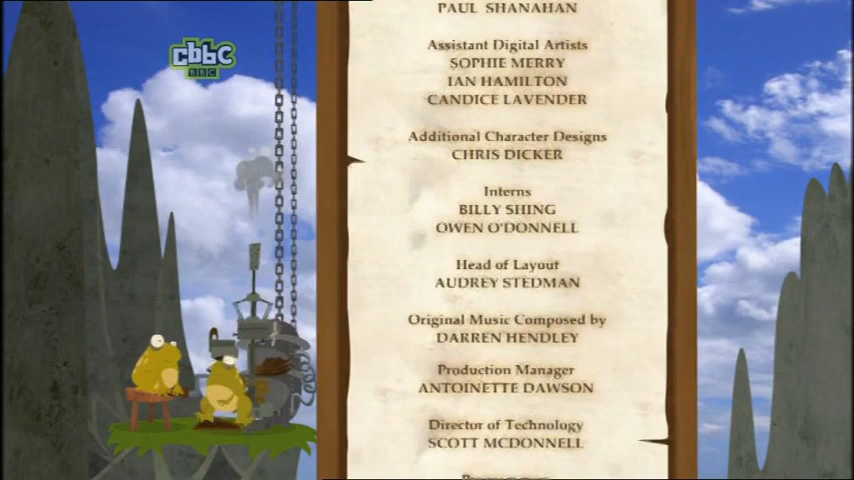 PAUL SHANAHAN
cbbc
BBC
Assistant Digital Artists
SOPHIE MERRY
IAN HAMILTON
CANDICE LAVENDER
Additional Character Designs
CHRIS DICKER
Interns
BILLY SHING
OWEN O'DONNELL
Head of Layout
AUDREY STEDMAN
Original Music Composed by
DARREN HENDLEY
Production Manager
ANTOINETTE DAWSON
Director of Technology
SCOTT MCDONNELL